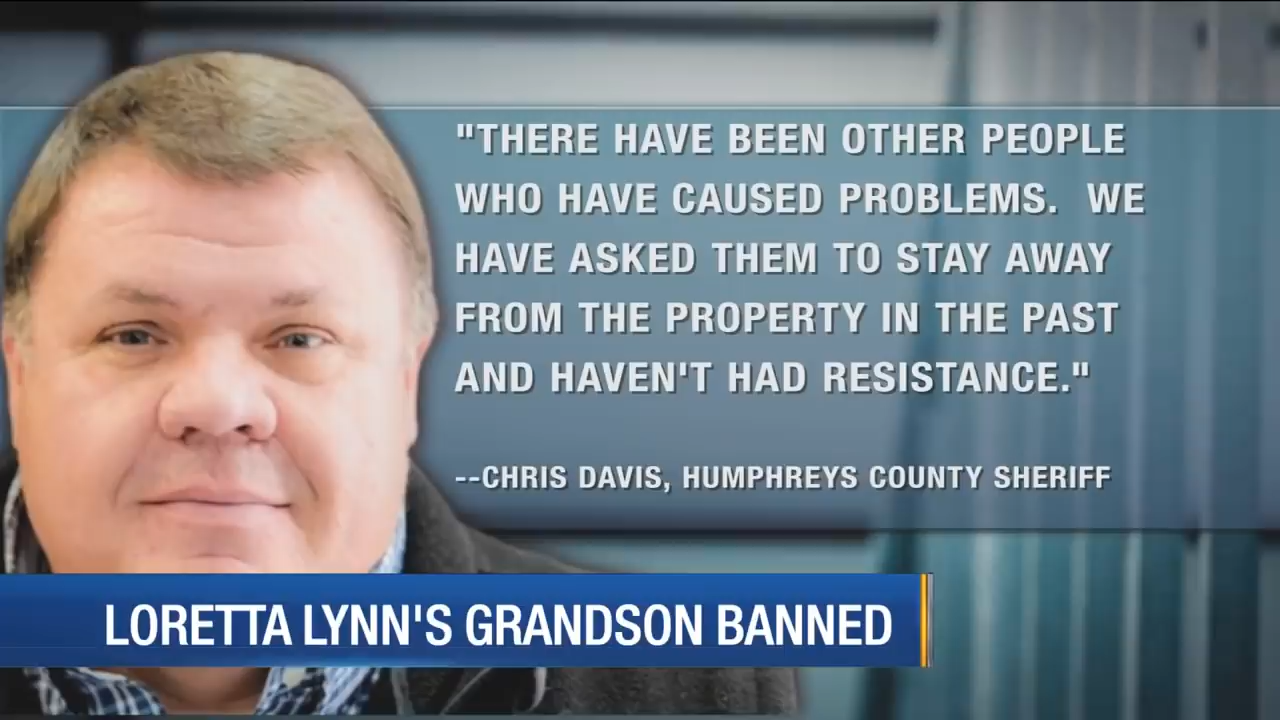 "THERE HAVE BEEN OTHER PEOPLE
WHO HAVE CAUSED PROBLEMS. WE
HAVE ASKED THEM TO STAY AWAY
FROM THE PROPERTY IN THE PAST
AND HAVEN'T HAD RESISTANCE."
--CHRIS DAVIS, HUMPHREYS COUNTY SHERIFF
LORETTA LYNN'S GRANDSON BANNED